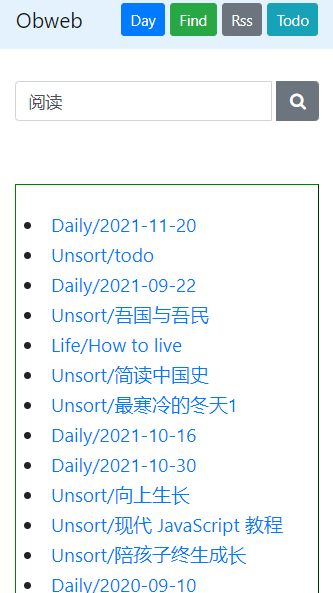 Obweb Day Find Rss Todo
阅读
Daily/2021-11-20
Unsort/todo
Daily/2021-09-22
Unsort/吾国与吾民
Life/How to live
Unsort/简读中国史
Unsort/最寒冷的冬天1
Daily/2021-10-16
Daily/2021-10-30
Unsort/向上生长
Unsort/现代 JavaScript 教程
Unsort/陪孩子终生成长
Daily/2020-09-10